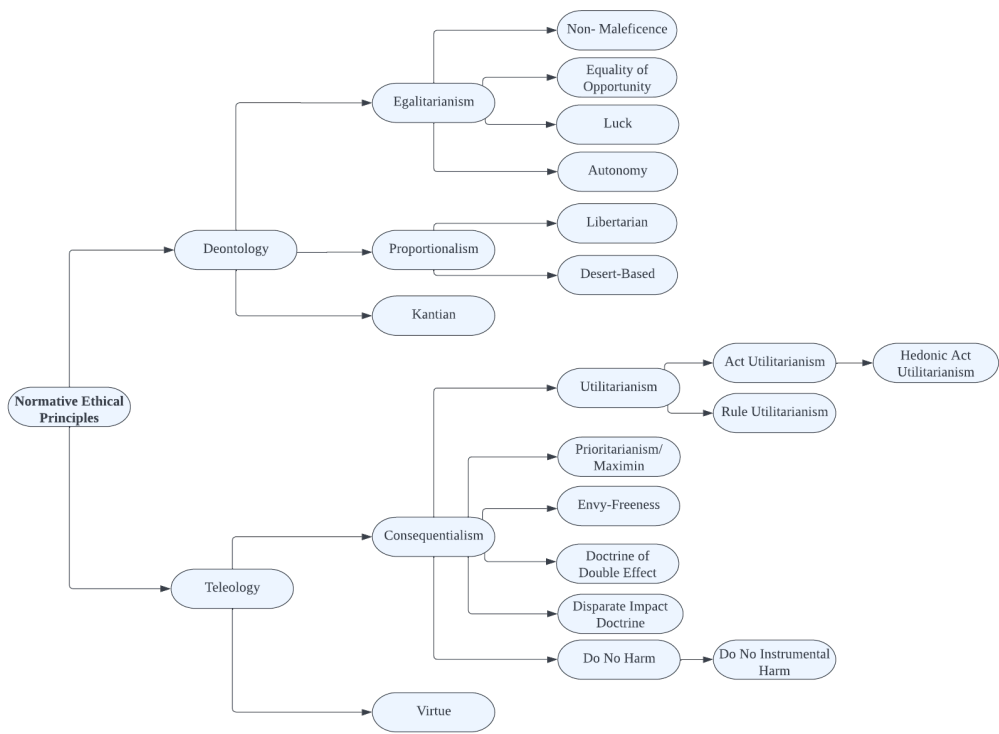 Non- Maleficence
Equality of
Opportunity
Egalitarianism
Luck
Autonomy
Libertarian
Deontology
Proportionalism
Desert-Based
Kantian
Hedonic Act
Utilitarianism
Act Utilitarianism
Utilitarianism
Rule Utilitarianism
Normative Ethical
Principles
Prioritarianism/
Maximin
Envy-Freeness
Consequentialism
Doctrine of
Double Effect
Teleology
Disparate Impact
Doctrine
Do No Harm
Do No Instrumental
Harm
Virtue